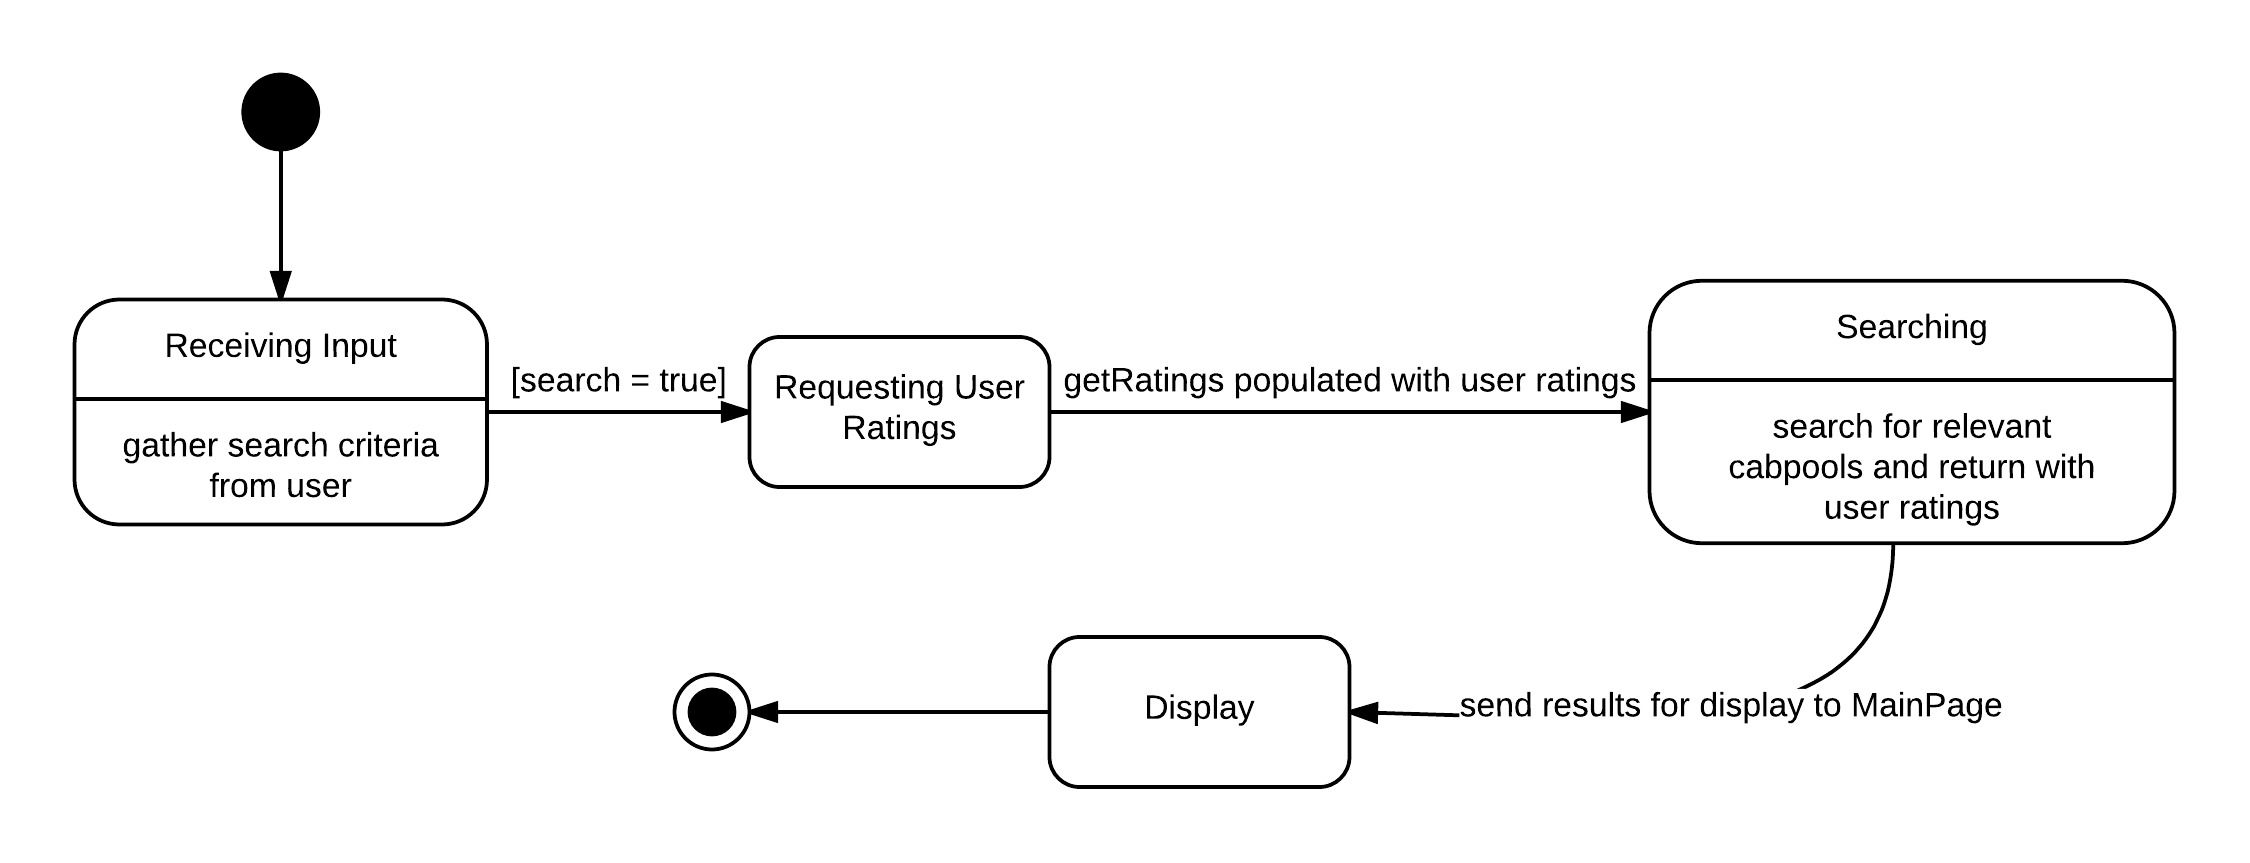 Receiving Input
gather search criteria
from user
[search = true]
Requesting User
Ratings
getRatings populated with user ratings
Searching
search for relevant
cabpools and return with
user ratings
send results for display to MainPage
Display